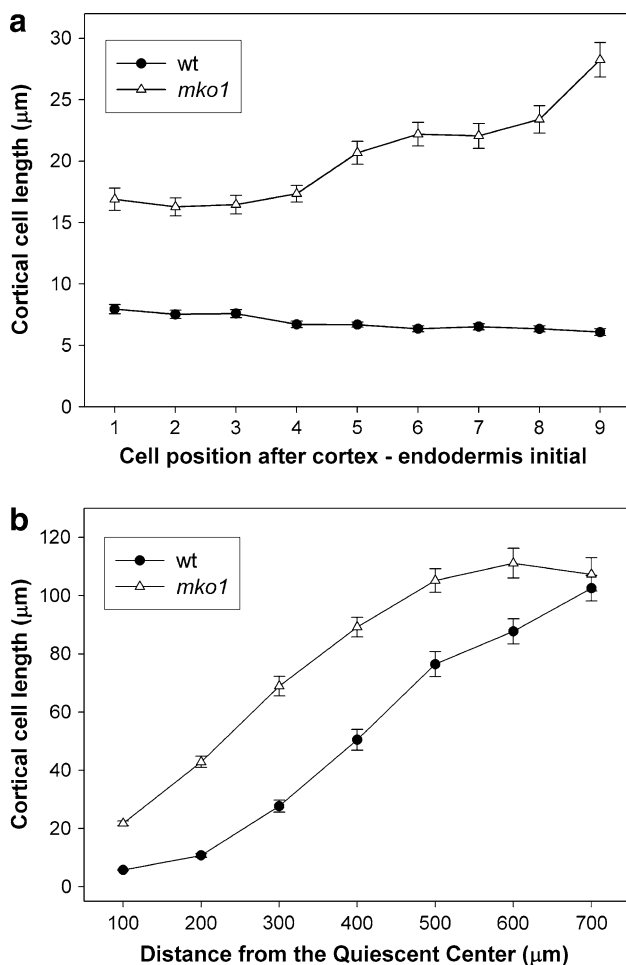 a
30
25
20
15
10
5
0
Cortical cell length (μm)
wt
mko1
1 2 3 4 5 6 7 8 9
Cell position after cortex - endodermis initial
b
120
100
80
60
40
20
0
Cortical cell length (μm)
wt
mko1
100 200 300 400 500 600 700
Distance from the Quiescent Center (μm)